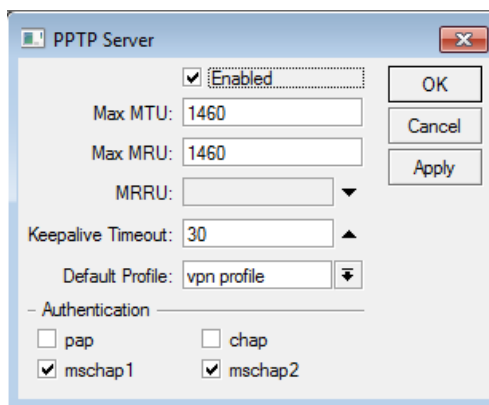 PPTP Server
Enabled
OK
Max MTU: 1460
Cancel
Max MRU: 1460
Apply
MRRU:
Keepalive Timeout: 30
Default Profile: vpn profile
Authentication
pap chap
mschap1 mschap2